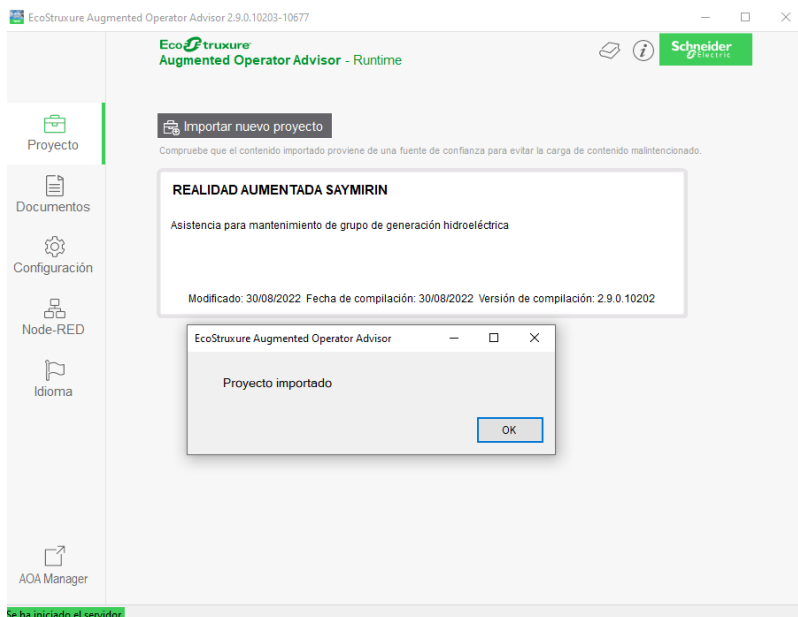 EcoStruxure Augmented Operator Advisor 2.9.0.10203-10677
EcoStruxure
Augmented Operator Advisor - Runtime
Schneider
Electric
Proyecto
Documentos
Configuración
Node-RED
Idioma
AOA Manager
Importar nuevo proyecto
Compruebe que el contenido importado proviene de una fuente de confianza para evitar la carga de contenido malintencionado.
REALIDAD AUMENTADA SAYMIRIN
Asistencia para mantenimiento de grupo de generación hidroeléctrica
Modificado: 30/08/2022 Fecha de compilación: 30/08/2022 Versión de compilación: 2.9.0.10202
EcoStruxure Augmented Operator Advisor
Proyecto importado
OK
Se ha iniciado el servidor